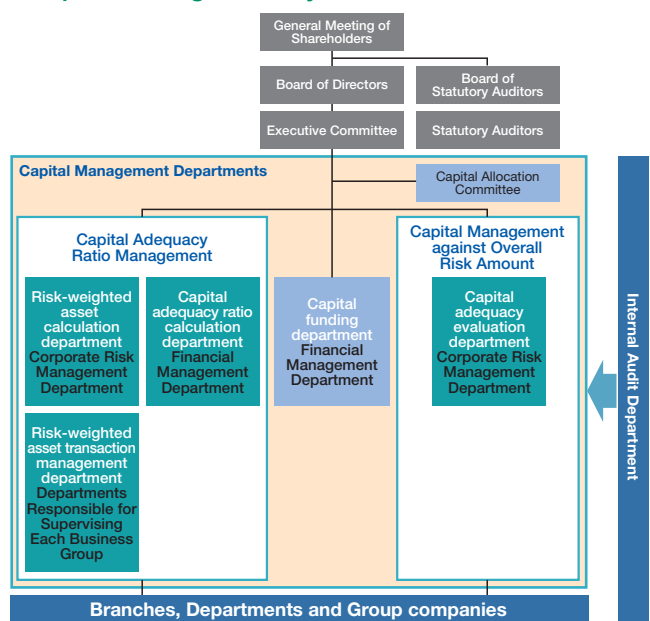 General Meeting of
Shareholders
Board of Directors
Board of
Statutory Auditors
Executive Committee
Statutory Auditors
Capital Management Departments
Capital Allocation
Committee
Capital Adequacy
Ratio Management
Capital Management
against Overall
Risk Amount
Risk-weighted
asset
calculation
department
Corporate Risk
Management
Department
Capital
adequacy ratio
calculation
department
Financial
Management
Department
Capital
funding
department
Financial
Management
Department
Capital
adequacy
evaluation
department
Corporate Risk
Management
Department
Risk-weighted
asset transaction
management
department
Departments
Responsible for
Supervising
Each Business
Group
Internal Audit Department
Branches, Departments and Group companies